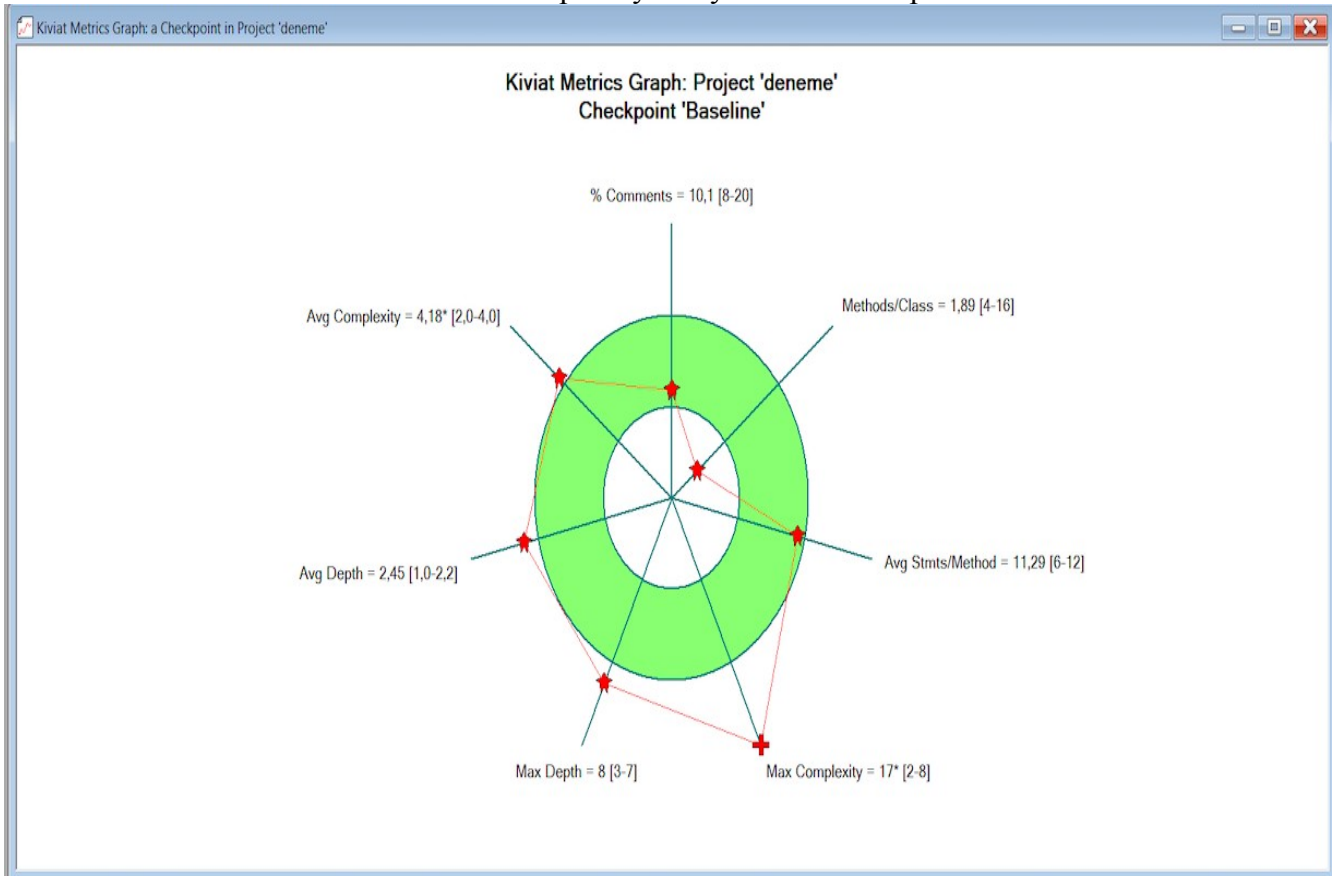 Kiviat Metrics Graph: a Checkpoint in Project 'deneme'
Kiviat Metrics Graph: Project 'deneme'
Checkpoint 'Baseline'
% Comments = 10,1 [8-20]
Methods/Class = 1,89 [4-16]
Avg Complexity = 4,18* [2,0-4,0]
Avg Stmts/Method = 11,29 [6-12]
Avg Depth = 2,45 [1,0-2,2]
Max Depth = 8 [3-7]
Max Complexity = 17* [2-8]